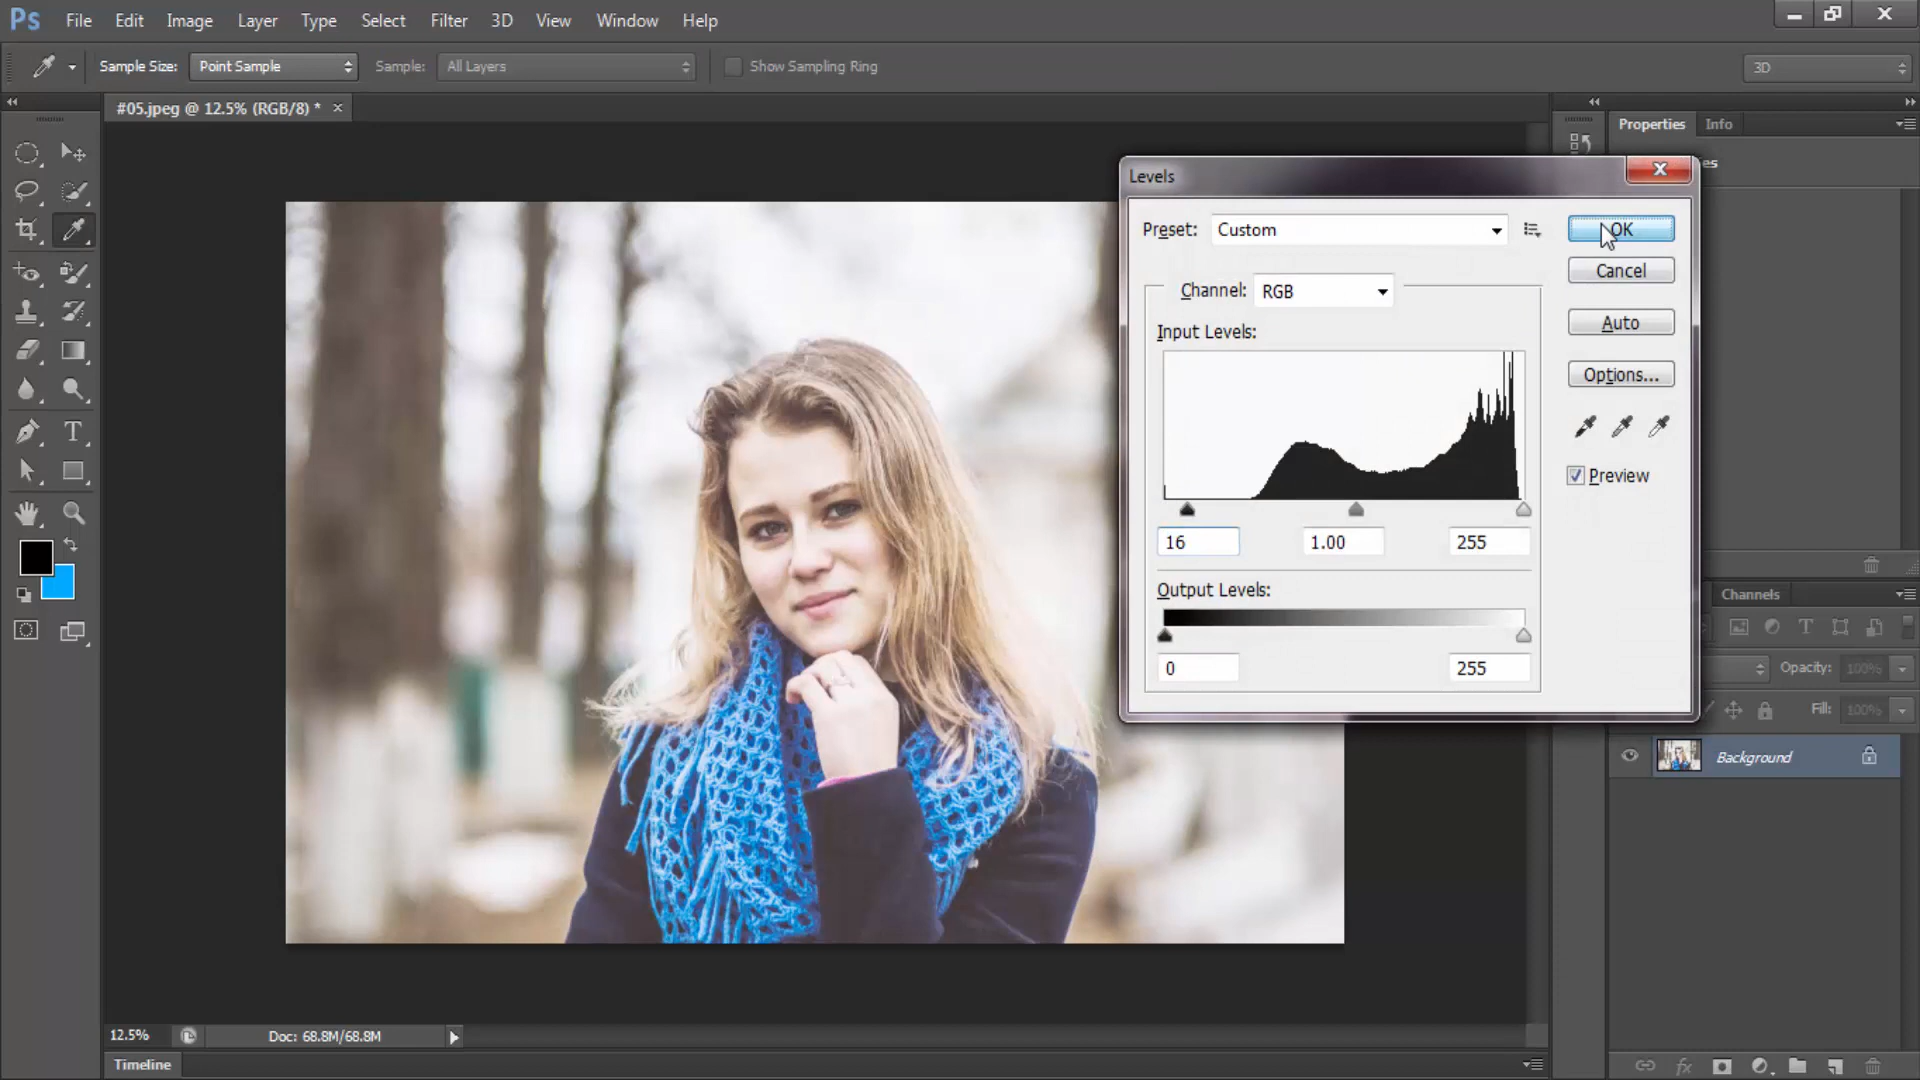 Ps File Edit Image Layer Type Select Filter 3D View Window Help
Sample Size: Point Sample Sample: All Layers Show Sampling Ring 3D
#05.jpeg @ 12.5% (RGB/8) * ×
Properties Info
Levels
Preset: Custom OK
Cancel
Channel: RGB
Auto
Input Levels:
Options...
Preview
16 1.00 255
Output Levels:
0 255
Channels
Opacity: 100%
Fill: 100%
Background
12.5% Doc: 68.8M/68.8M
Timeline